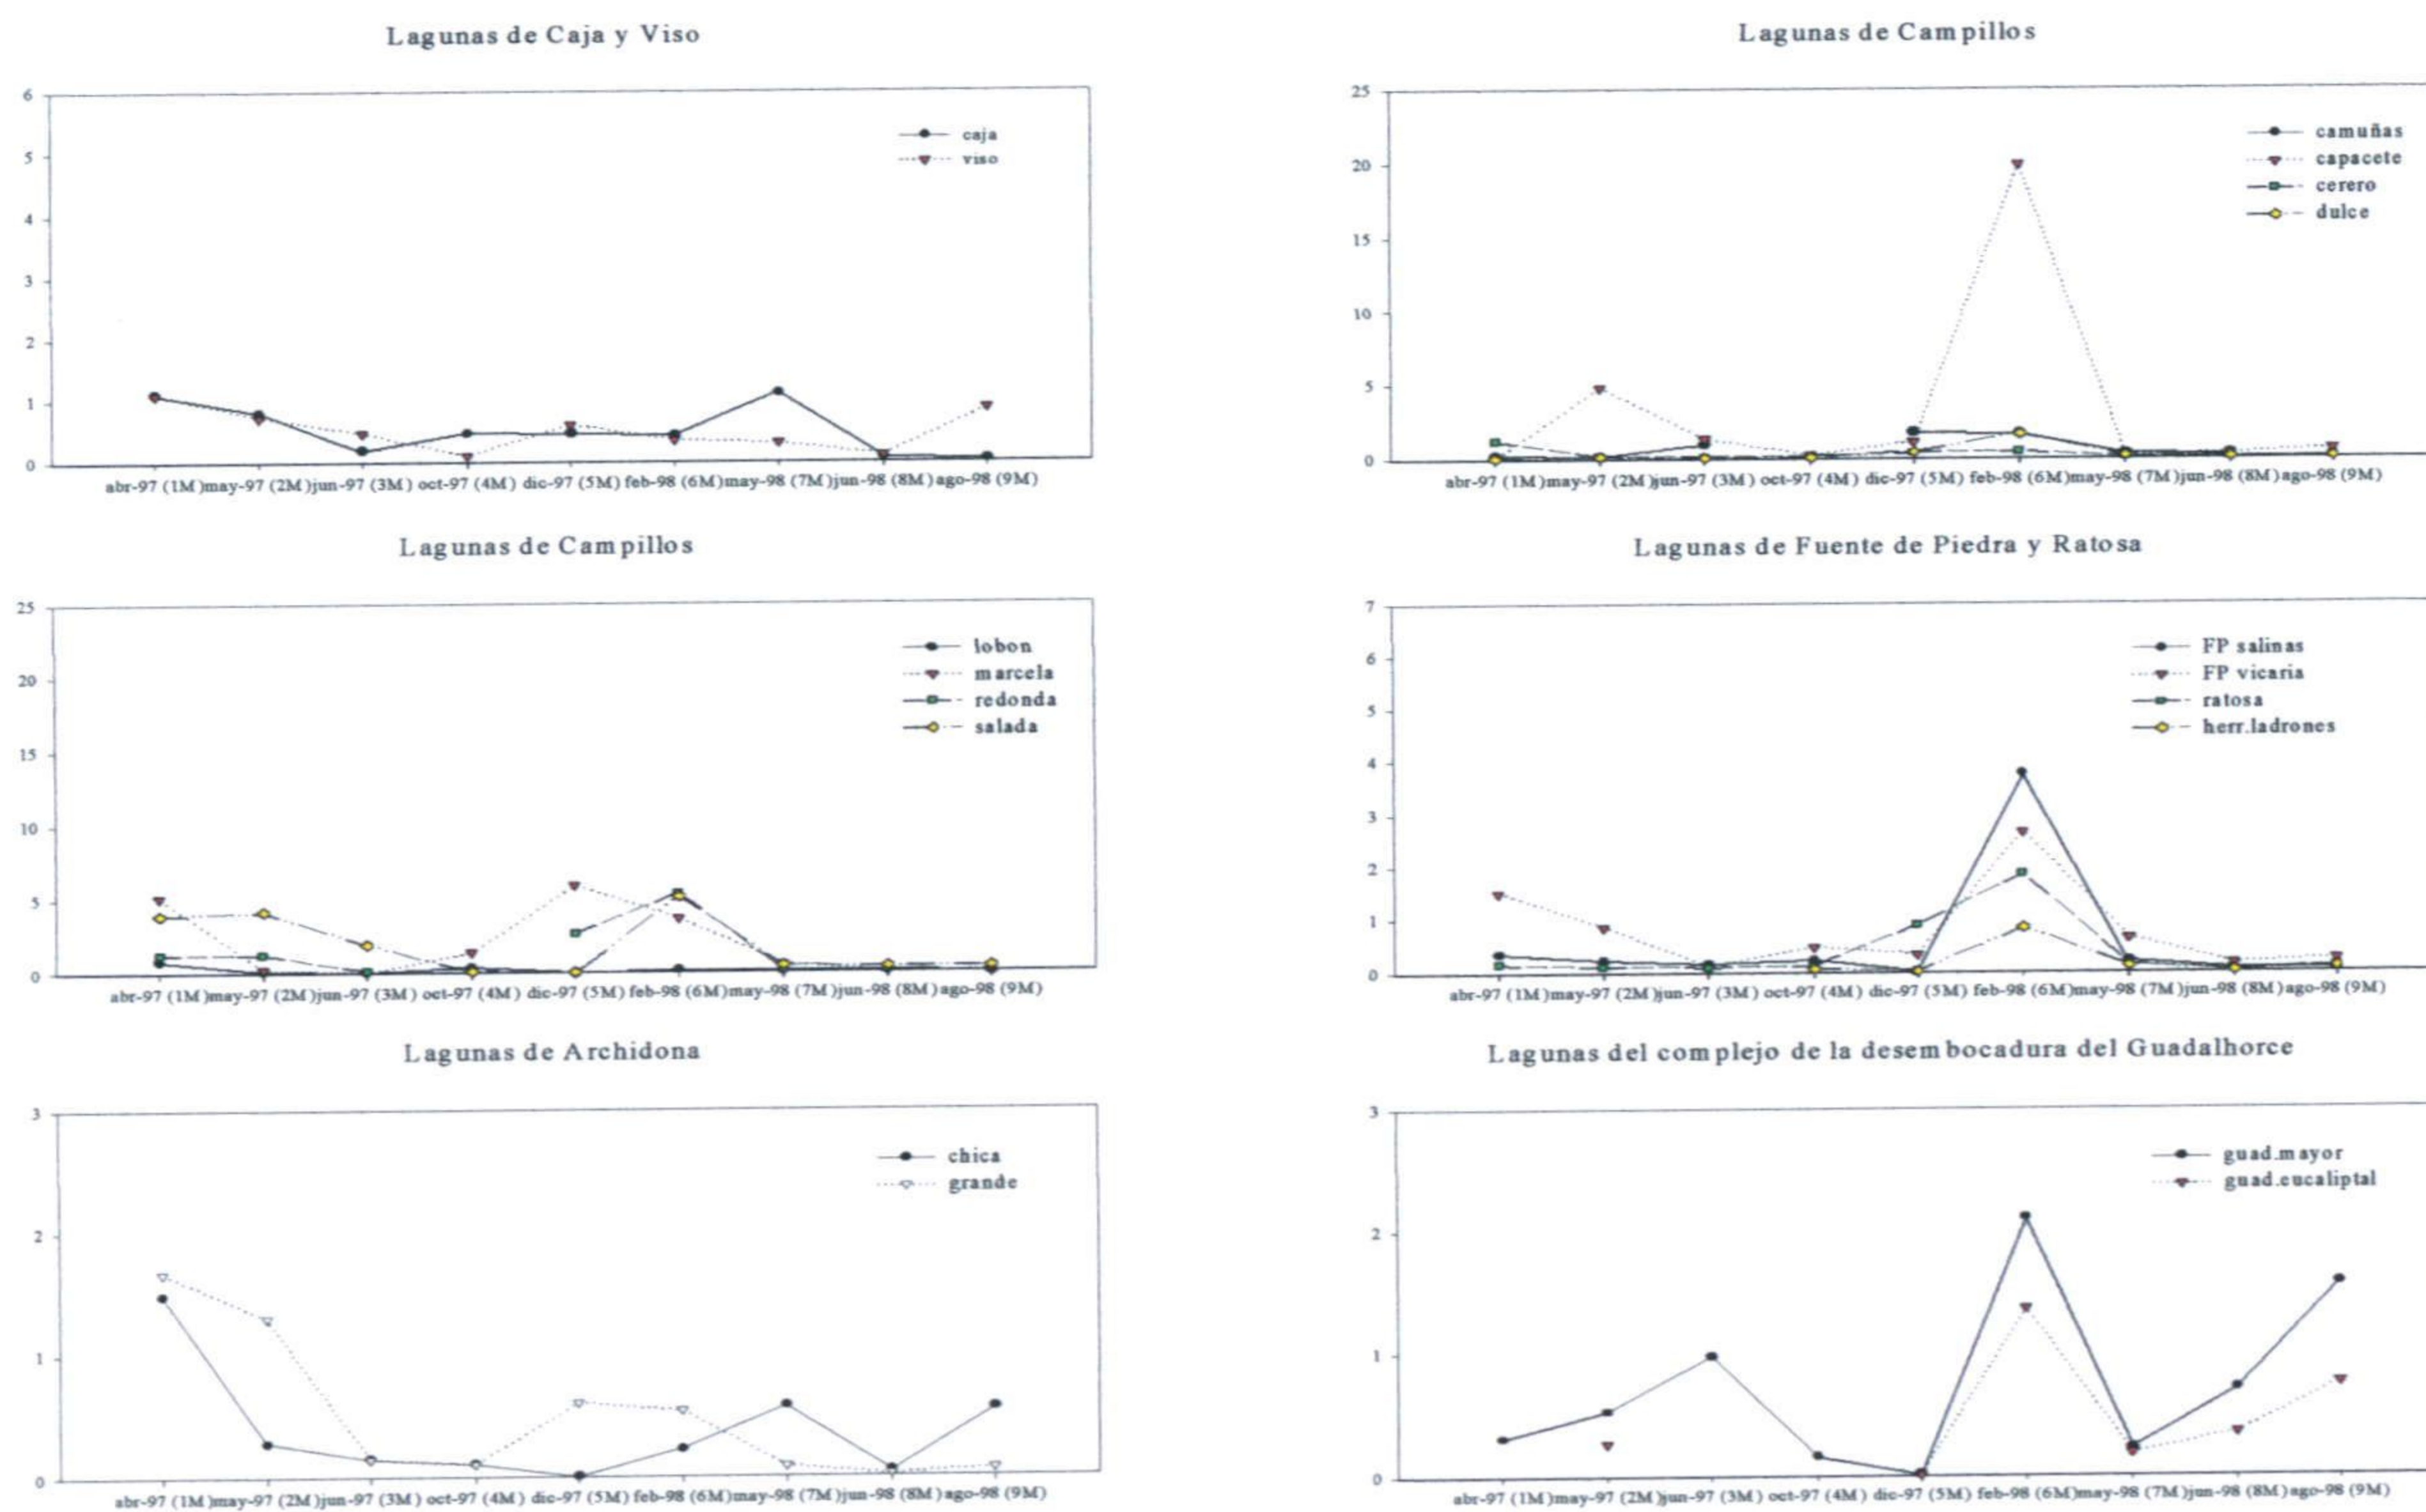 Lagunas de Caja y Viso
6
5
4
3
2
1
0
caja
viso
abr-97 (1M) may-97 (2M) jun-97 (3M) oct-97 (4M) dic-97 (5M) feb-98 (6M) may-98 (7M) jun-98 (8M) ago-98 (9M)
Lagunas de Campillos
25
20
15
10
5
0
camuñas
capacete
cerero
dulce
abr-97 (1M) may-97 (2M) jun-97 (3M) oct-97 (4M) dic-97 (5M) feb-98 (6M) may-98 (7M) jun-98 (8M) ago-98 (9M)
Lagunas de Campillos
25
20
15
10
5
0
lobon
marcela
redonda
salada
abr-97 (1M) may-97 (2M) jun-97 (3M) oct-97 (4M) dic-97 (5M) feb-98 (6M) may-98 (7M) jun-98 (8M) ago-98 (9M)
Lagunas de Fuente de Piedra y Ratosa
7
6
5
4
3
2
1
0
FP salinas
FP vicaria
ratosa
herr.ladrones
abr-97 (1M) may-97 (2M) jun-97 (3M) oct-97 (4M) dic-97 (5M) feb-98 (6M) may-98 (7M) jun-98 (8M) ago-98 (9M)
Lagunas de Archidona
3
2
1
0
chica
grande
abr-97 (1M) may-97 (2M) jun-97 (3M) oct-97 (4M) dic-97 (5M) feb-98 (6M) may-98 (7M) jun-98 (8M) ago-98 (9M)
Lagunas del complejo de la desembocadura del Guadalhorce
3
2
1
0
guad.mayor
guad.eucaliptal
abr-97 (1M) may-97 (2M) jun-97 (3M) oct-97 (4M) dic-97 (5M) feb-98 (6M) may-98 (7M) jun-98 (8M) ago-98 (9M)